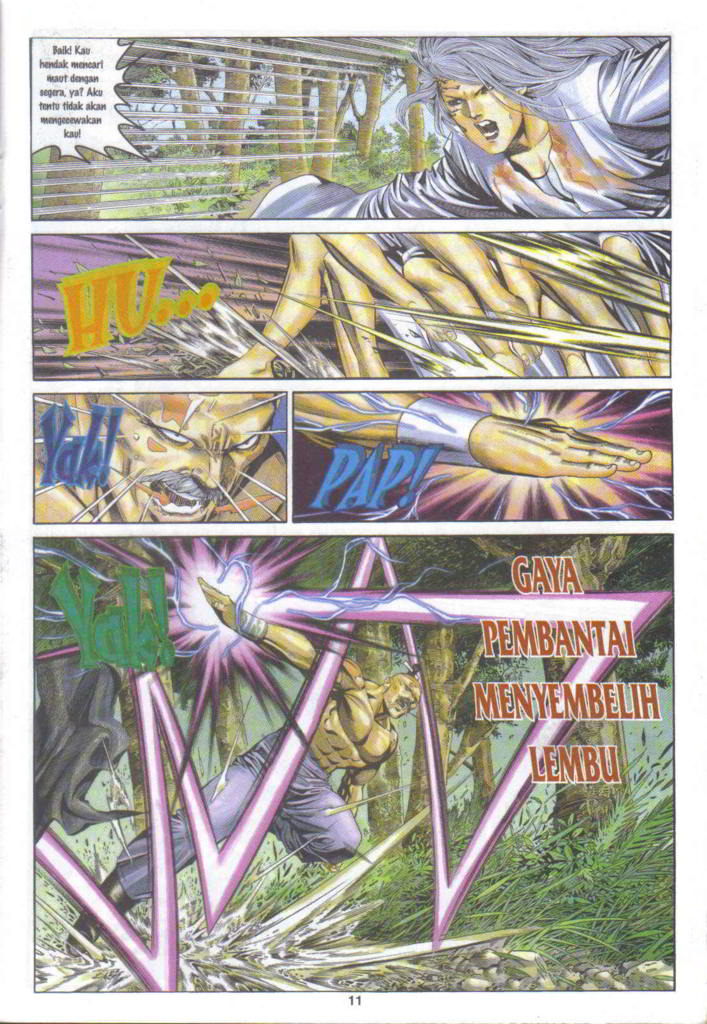 Baik! Kau
hendak mencari
maut dengan
segera, ya? Aku
tentu tidak akan
mengecewakan
kau!
HU...
Yak!
PAP!
Yak!
GAYA
PEMBANTAI
MENYEMBELIH
LEMBU
11